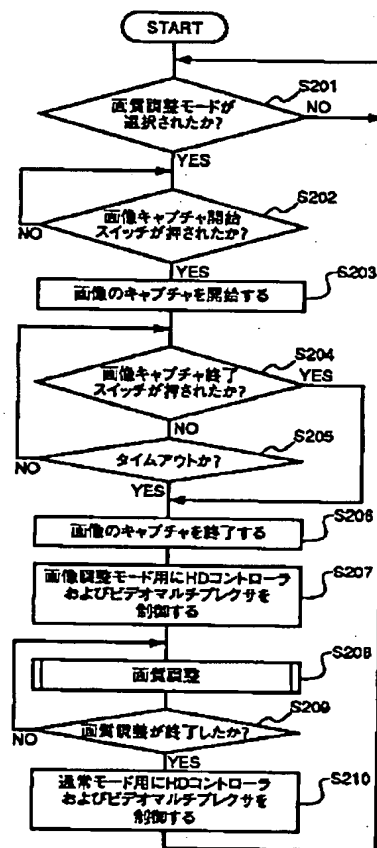 START
S201
画質調整モードが
選択されたか?
NO
YES
S202
画像キャプチャ開始
スイッチが押されたか?
NO
YES
S203
画像のキャプチャを開始する
S204
画像キャプチャ終了
スイッチが押されたか?
YES
NO
S205
タイムアウトか?
NO
YES
S206
画像のキャプチャを終了する
S207
画像調整モード用にHDコントローラ
およびビデオマルチプレクサを
制御する
S208
画質調整
S209
画質調整が終了したか?
NO
YES
S210
通常モード用にHDコントローラ
およびビデオマルチプレクサを
制御する